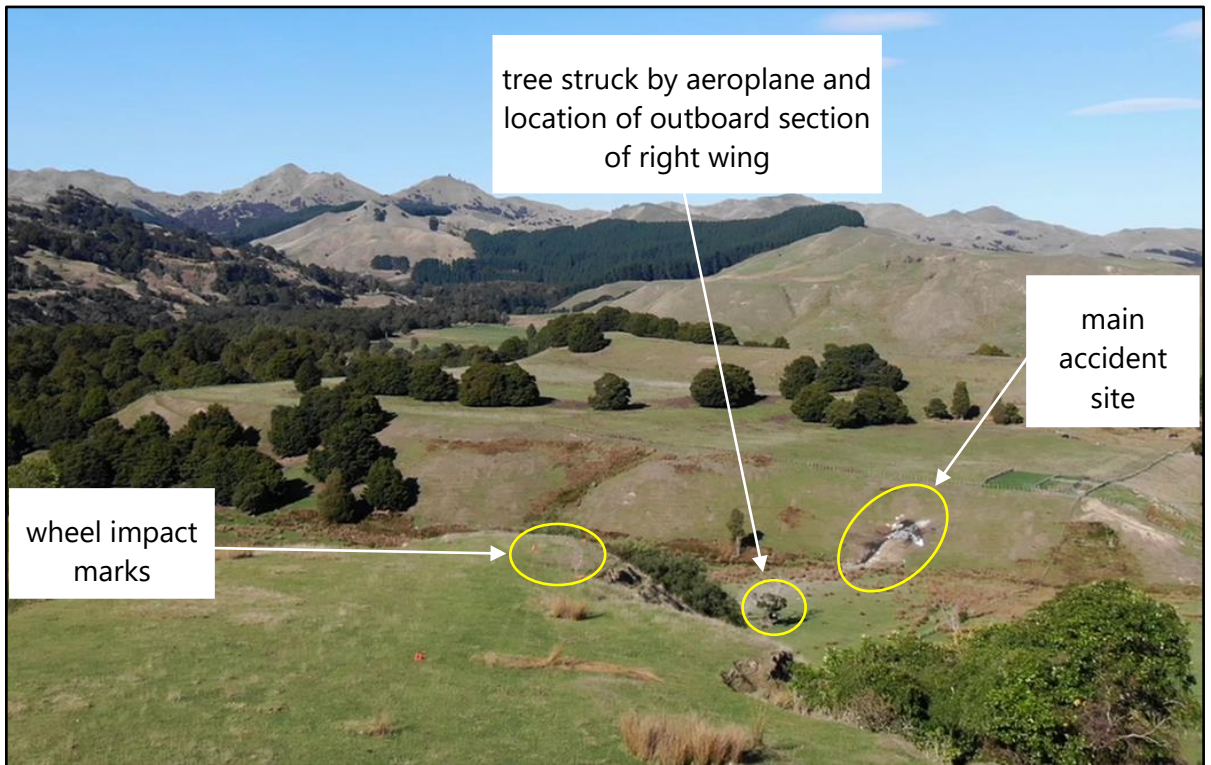 tree struck by aeroplane and
location of outboard section
of right wing
main
accident
site
wheel impact
marks